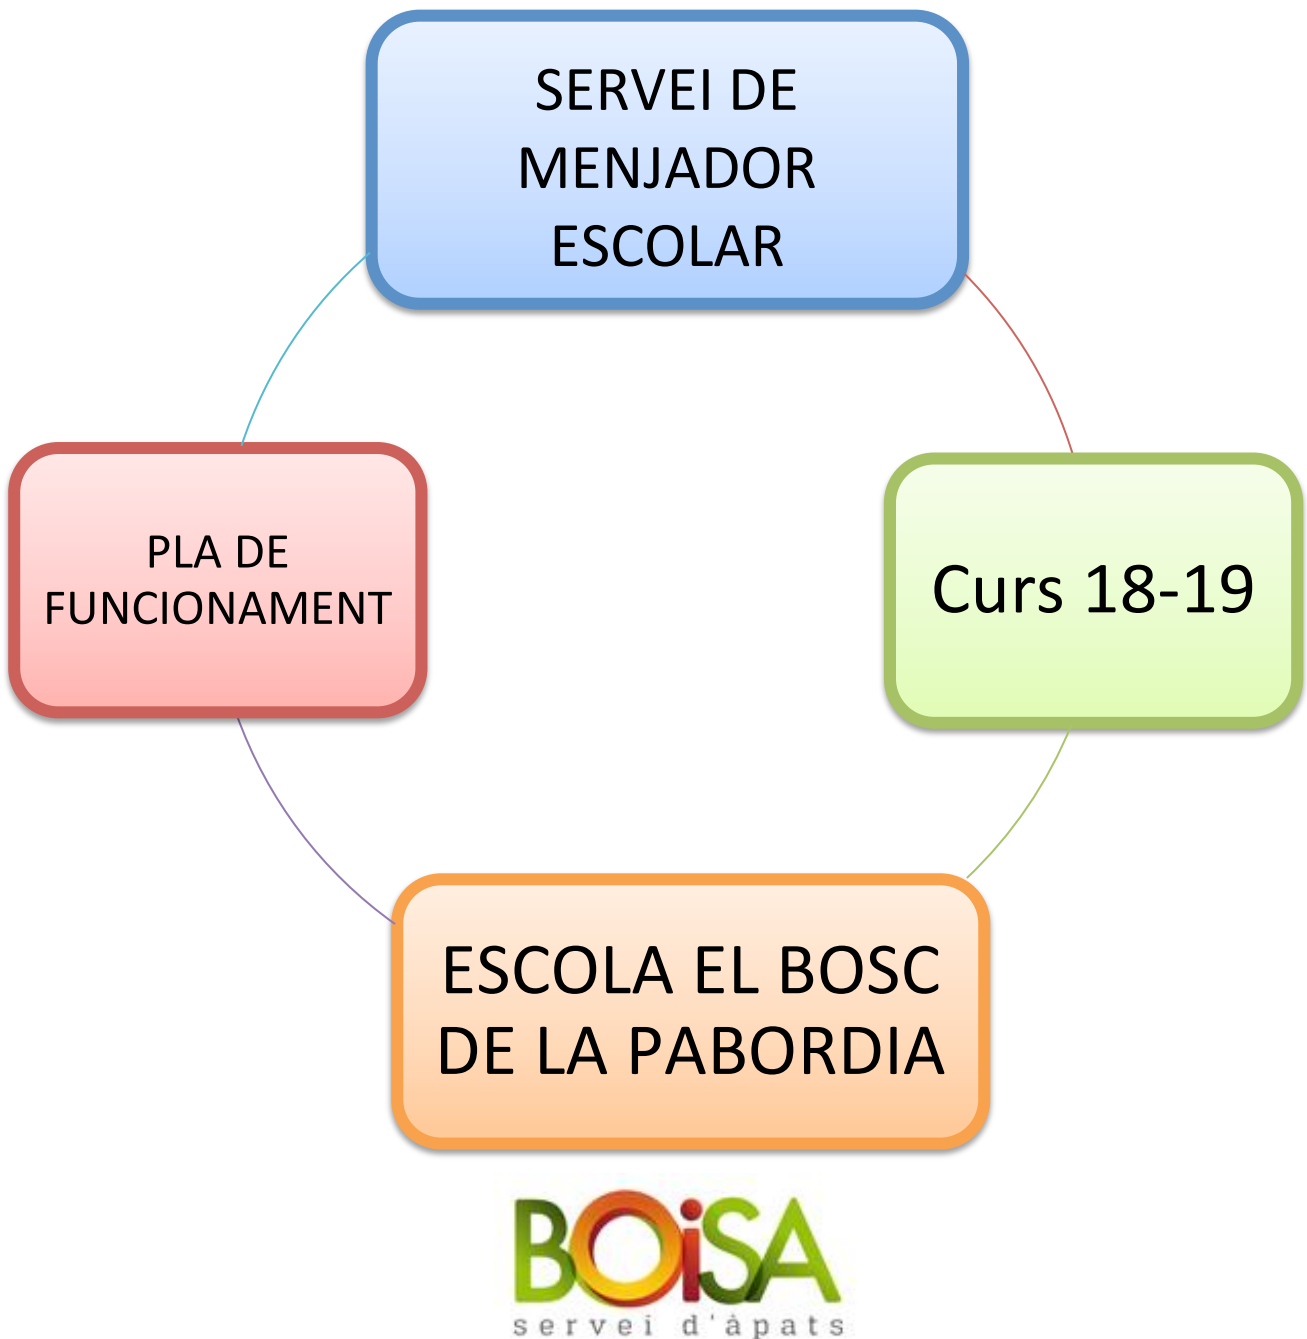 SERVEI DE
MENJADOR
ESCOLAR
PLA DE
FUNCIONAMENT
Curs 18-19
ESCOLA EL BOSC
DE LA PABORDIA
BOiSA
servei d'àpats